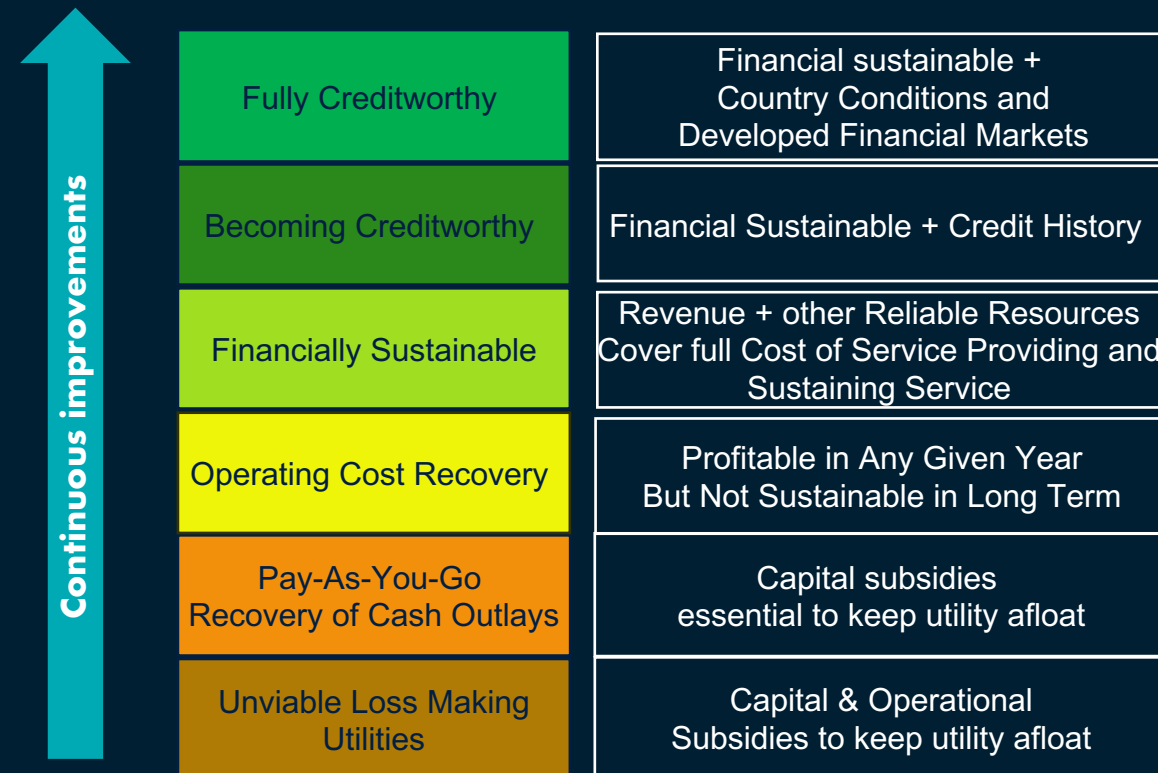 Continuous improvements
Fully Creditworthy
Financial sustainable +
Country Conditions and
Developed Financial Markets
Becoming Creditworthy
Financial Sustainable + Credit History
Financially Sustainable
Revenue + other Reliable Resources
Cover full Cost of Service Providing and
Sustaining Service
Operating Cost Recovery
Profitable in Any Given Year
But Not Sustainable in Long Term
Pay-As-You-Go
Recovery of Cash Outlays
Capital subsidies
essential to keep utility afloat
Unviable Loss Making
Utilities
Capital & Operational
Subsidies to keep utility afloat